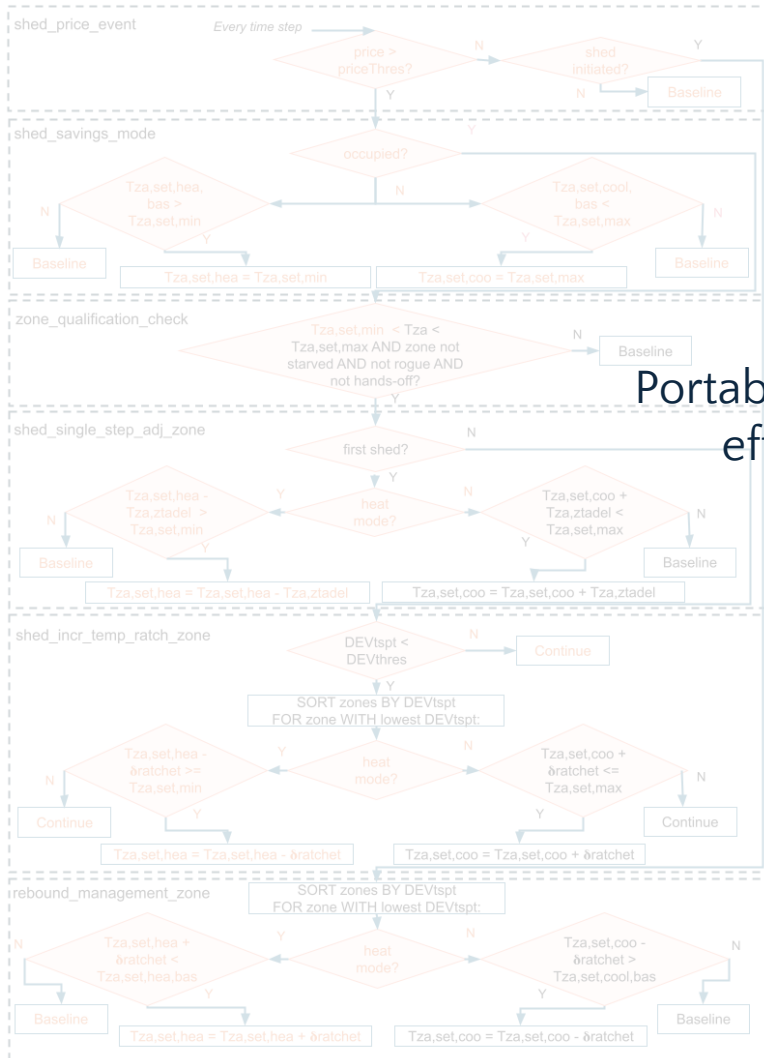 shed_price_event
Every time step
price >
priceThres?
N
shed
initiated?
Y
N
Baseline
Y
shed_savings_mode
Y
occupied?
Tza,set,hea,
bas >
Tza,set,min
N
Tza,set,cool,
bas <
Tza,set,max
N
N
Y
Y
Baseline
Tza,set,hea = Tza,set,min
Tza,set,coo = Tza,set,max
Baseline
zone_qualification_check
Tza,set,min < Tza <
Tza,set,max AND zone not
starved AND not rogue AND
not hands-off?
N
Baseline
Y
Portab
eff
shed_single_step_adj_zone
first shed?
N
Y
Tza,set,hea -
Tza,ztadel >
Tza,set,min
Y
heat
mode?
N
Tza,set,coo +
Tza,ztadel <
Tza,set,max
N
N
Y
Y
Baseline
Baseline
Tza,set,hea = Tza,set,hea - Tza,ztadel
Tza,set,coo = Tza,set,coo + Tza,ztadel
shed_incr_temp_ratch_zone
DEVtspt <
DEVthres
N
Continue
Y
SORT zones BY DEVtspt
FOR zone WITH lowest DEVtspt:
Tza,set,hea -
δratchet >=
Tza,set,min
Y
heat
mode?
N
Tza,set,coo +
δratchet <=
Tza,set,max
N
N
Y
Y
Continue
Continue
Tza,set,hea = Tza,set,hea - δratchet
Tza,set,coo = Tza,set,coo + δratchet
rebound_management_zone
SORT zones BY DEVtspt
FOR zone WITH lowest DEVtspt:
Tza,set,hea +
δratchet <
Tza,set,hea,bas
Y
heat
mode?
N
Tza,set,coo -
δratchet >
Tza,set,cool,bas
N
N
Y
Y
Baseline
Baseline
Tza,set,hea = Tza,set,hea + δratchet
Tza,set,coo = Tza,set,coo - δratchet